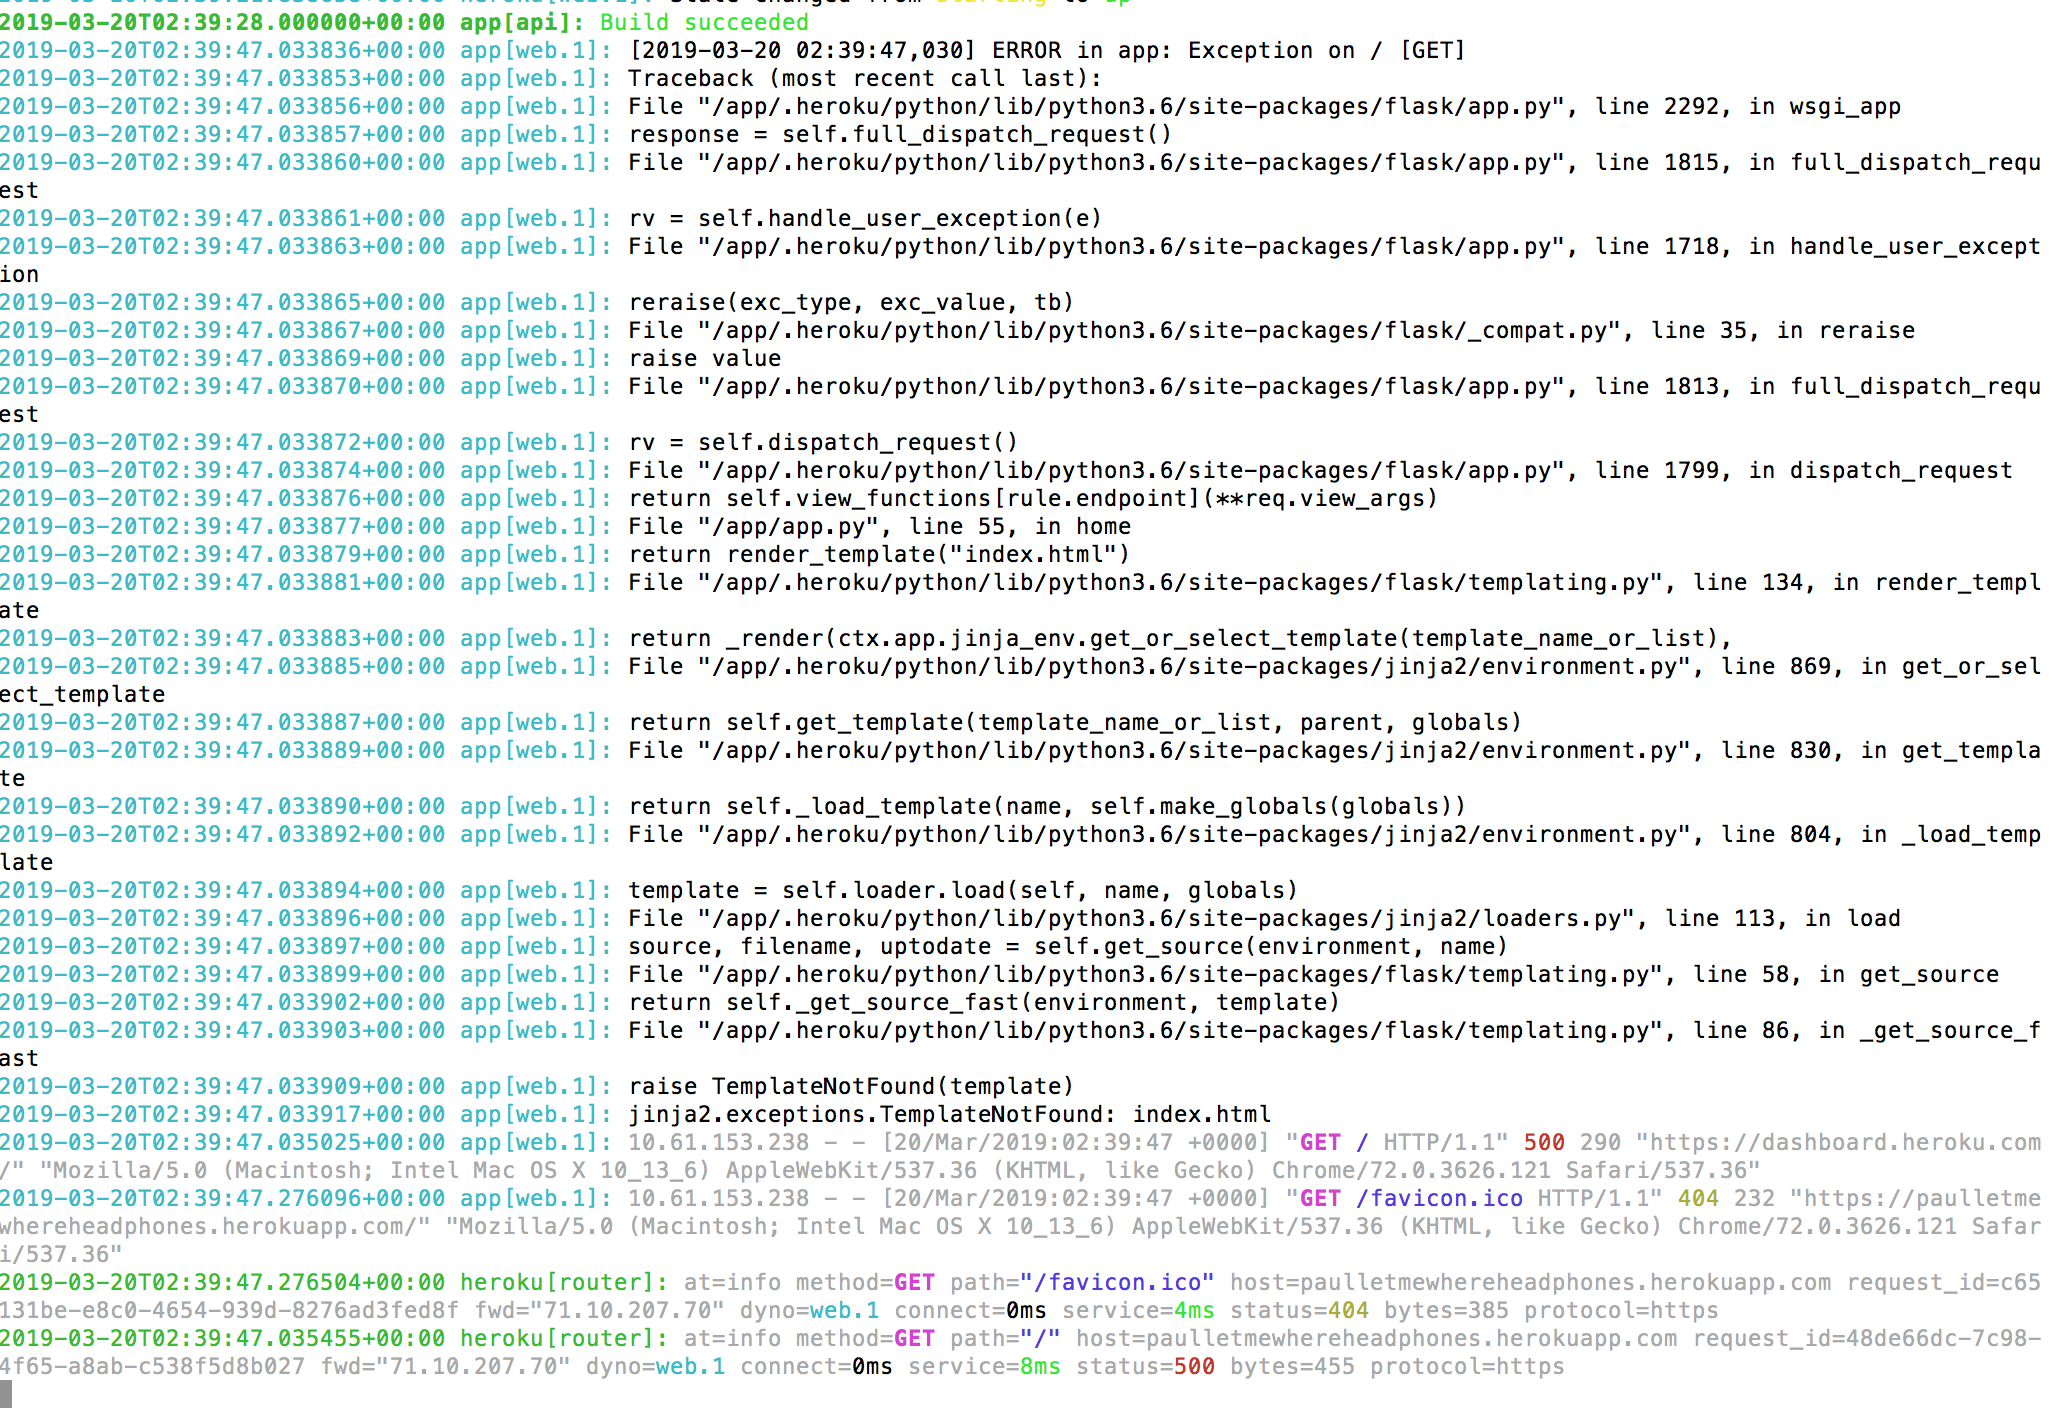 2019-03-20T02:39:28.000000+00:00 app[api]: Build succeeded
2019-03-20T02:39:47.033836+00:00 app[web.1]: [2019-03-20 02:39:47,030] ERROR in app: Exception on / [GET]
2019-03-20T02:39:47.033853+00:00 app[web.1]: Traceback (most recent call last):
2019-03-20T02:39:47.033856+00:00 app[web.1]: File "/app/.heroku/python/lib/python3.6/site-packages/flask/app.py", line 2292, in wsgi_app
2019-03-20T02:39:47.033857+00:00 app[web.1]: response = self.full_dispatch_request()
2019-03-20T02:39:47.033860+00:00 app[web.1]: File "/app/.heroku/python/lib/python3.6/site-packages/flask/app.py", line 1815, in full_dispatch_requ
est
2019-03-20T02:39:47.033861+00:00 app[web.1]: rv = self.handle_user_exception(e)
2019-03-20T02:39:47.033863+00:00 app[web.1]: File "/app/.heroku/python/lib/python3.6/site-packages/flask/app.py", line 1718, in handle_user_except
ion
2019-03-20T02:39:47.033865+00:00 app[web.1]: reraise(exc_type, exc_value, tb)
2019-03-20T02:39:47.033867+00:00 app[web.1]: File "/app/.heroku/python/lib/python3.6/site-packages/flask/_compat.py", line 35, in reraise
2019-03-20T02:39:47.033869+00:00 app[web.1]: raise value
2019-03-20T02:39:47.033870+00:00 app[web.1]: File "/app/.heroku/python/lib/python3.6/site-packages/flask/app.py", line 1813, in full_dispatch_requ
est
2019-03-20T02:39:47.033872+00:00 app[web.1]: rv = self.dispatch_request()
2019-03-20T02:39:47.033874+00:00 app[web.1]: File "/app/.heroku/python/lib/python3.6/site-packages/flask/app.py", line 1799, in dispatch_request
2019-03-20T02:39:47.033876+00:00 app[web.1]: return self.view_functions[rule.endpoint](**req.view_args)
2019-03-20T02:39:47.033877+00:00 app[web.1]: File "/app/app.py", line 55, in home
2019-03-20T02:39:47.033879+00:00 app[web.1]: return render_template("index.html")
2019-03-20T02:39:47.033881+00:00 app[web.1]: File "/app/.heroku/python/lib/python3.6/site-packages/flask/templating.py", line 134, in render_templ
ate
2019-03-20T02:39:47.033883+00:00 app[web.1]: return _render(ctx.app.jinja_env.get_or_select_template(template_name_or_list),
2019-03-20T02:39:47.033885+00:00 app[web.1]: File "/app/.heroku/python/lib/python3.6/site-packages/jinja2/environment.py", line 869, in get_or_sel
ect_template
2019-03-20T02:39:47.033887+00:00 app[web.1]: return self.get_template(template_name_or_list, parent, globals)
2019-03-20T02:39:47.033889+00:00 app[web.1]: File "/app/.heroku/python/lib/python3.6/site-packages/jinja2/environment.py", line 830, in get_templa
te
2019-03-20T02:39:47.033890+00:00 app[web.1]: return self._load_template(name, self.make_globals(globals))
2019-03-20T02:39:47.033892+00:00 app[web.1]: File "/app/.heroku/python/lib/python3.6/site-packages/jinja2/environment.py", line 804, in _load_temp
late
2019-03-20T02:39:47.033894+00:00 app[web.1]: template = self.loader.load(self, name, globals)
2019-03-20T02:39:47.033896+00:00 app[web.1]: File "/app/.heroku/python/lib/python3.6/site-packages/jinja2/loaders.py", line 113, in load
2019-03-20T02:39:47.033897+00:00 app[web.1]: source, filename, uptodate = self.get_source(environment, name)
2019-03-20T02:39:47.033899+00:00 app[web.1]: File "/app/.heroku/python/lib/python3.6/site-packages/flask/templating.py", line 58, in get_source
2019-03-20T02:39:47.033902+00:00 app[web.1]: return self._get_source_fast(environment, template)
2019-03-20T02:39:47.033903+00:00 app[web.1]: File "/app/.heroku/python/lib/python3.6/site-packages/flask/templating.py", line 86, in _get_source_f
ast
2019-03-20T02:39:47.033909+00:00 app[web.1]: raise TemplateNotFound(template)
2019-03-20T02:39:47.033917+00:00 app[web.1]: jinja2.exceptions.TemplateNotFound: index.html
2019-03-20T02:39:47.035025+00:00 app[web.1]: 10.61.153.238 - - [20/Mar/2019:02:39:47 +0000] "GET / HTTP/1.1" 500 290 "https://dashboard.heroku.com
/" "Mozilla/5.0 (Macintosh; Intel Mac OS X 10_13_6) AppleWebKit/537.36 (KHTML, like Gecko) Chrome/72.0.3626.121 Safari/537.36"
2019-03-20T02:39:47.276096+00:00 app[web.1]: 10.61.153.238 - - [20/Mar/2019:02:39:47 +0000] "GET /favicon.ico HTTP/1.1" 404 232 "https://paulletme
whereheadphones.herokuapp.com/" "Mozilla/5.0 (Macintosh; Intel Mac OS X 10_13_6) AppleWebKit/537.36 (KHTML, like Gecko) Chrome/72.0.3626.121 Safar
i/537.36"
2019-03-20T02:39:47.276504+00:00 heroku[router]: at=info method=GET path="/favicon.ico" host=paulletmewhereheadphones.herokuapp.com request_id=c65
131be-e8c0-4654-939d-8276ad3fed8f fwd="71.10.207.70" dyno=web.1 connect=0ms service=4ms status=404 bytes=385 protocol=https
2019-03-20T02:39:47.035455+00:00 heroku[router]: at=info method=GET path="/" host=paulletmewhereheadphones.herokuapp.com request_id=48de66dc-7c98-
4f65-a8ab-c538f5d8b027 fwd="71.10.207.70" dyno=web.1 connect=0ms service=8ms status=500 bytes=455 protocol=https